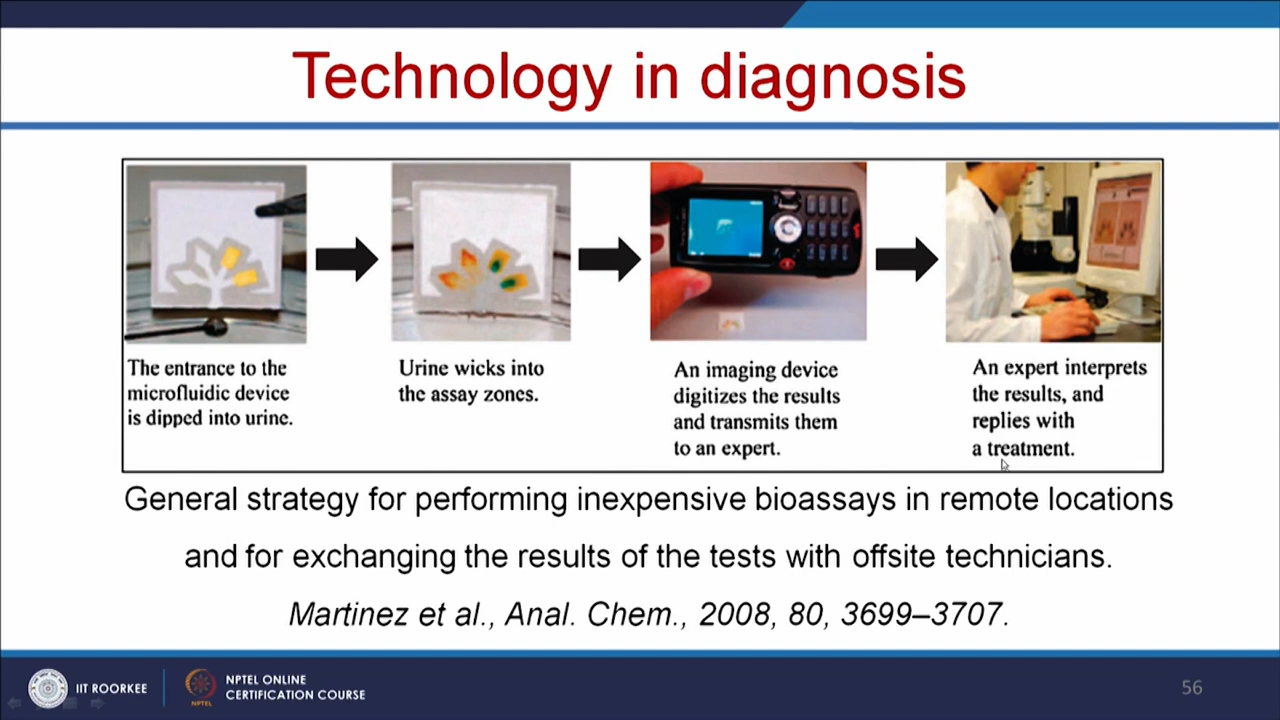 Technology in diagnosis
The entrance to the
microfluidic device
is dipped into urine.
Urine wicks into
the assay zones.
An imaging device
digitizes the results
and transmits them
to an expert.
An expert interprets
the results, and
replies with
a treatment.
General strategy for performing inexpensive bioassays in remote locations
and for exchanging the results of the tests with offsite technicians.
Martinez et al., Anal. Chem., 2008, 80, 3699–3707.
IIT ROORKEE
NPTEL
NPTEL ONLINE
CERTIFICATION COURSE
56